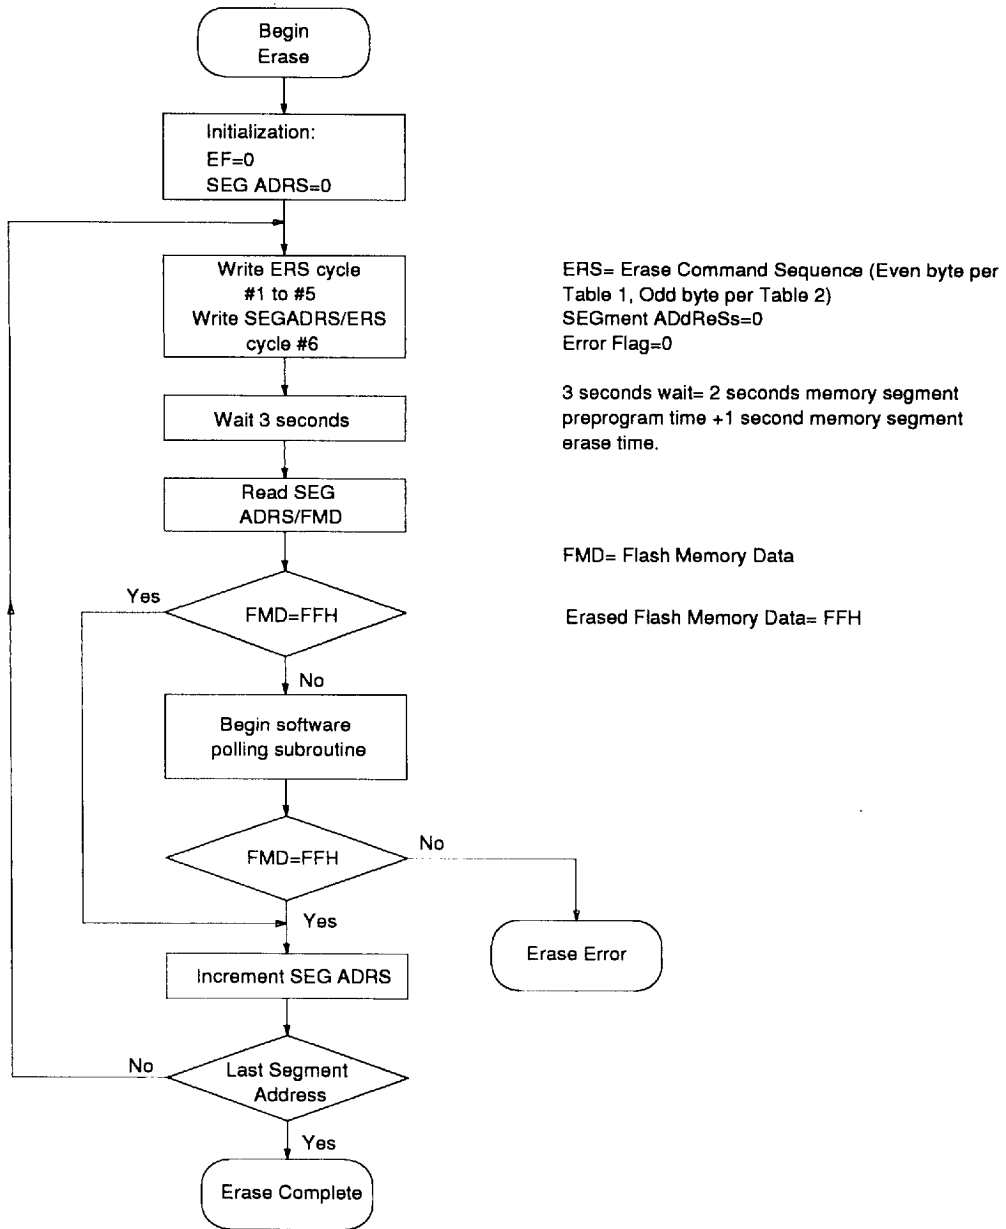 Begin
Erase
Initialization:
EF=0
SEG ADRS=0
Write ERS cycle
#1 to #5
Write SEGADRS/ERS
cycle #6
ERS= Erase Command Sequence (Even byte per
Table 1, Odd byte per Table 2)
SEGment ADdReSs=0
Error Flag=0
Wait 3 seconds
3 seconds wait= 2 seconds memory segment
preprogram time +1 second memory segment
erase time.
Read SEG
ADRS/FMD
FMD= Flash Memory Data
Yes
FMD=FFH
Erased Flash Memory Data= FFH
No
Begin software
polling subroutine
FMD=FFH
No
Yes
Erase Error
Increment SEG ADRS
No
Last Segment
Address
Yes
Erase Complete